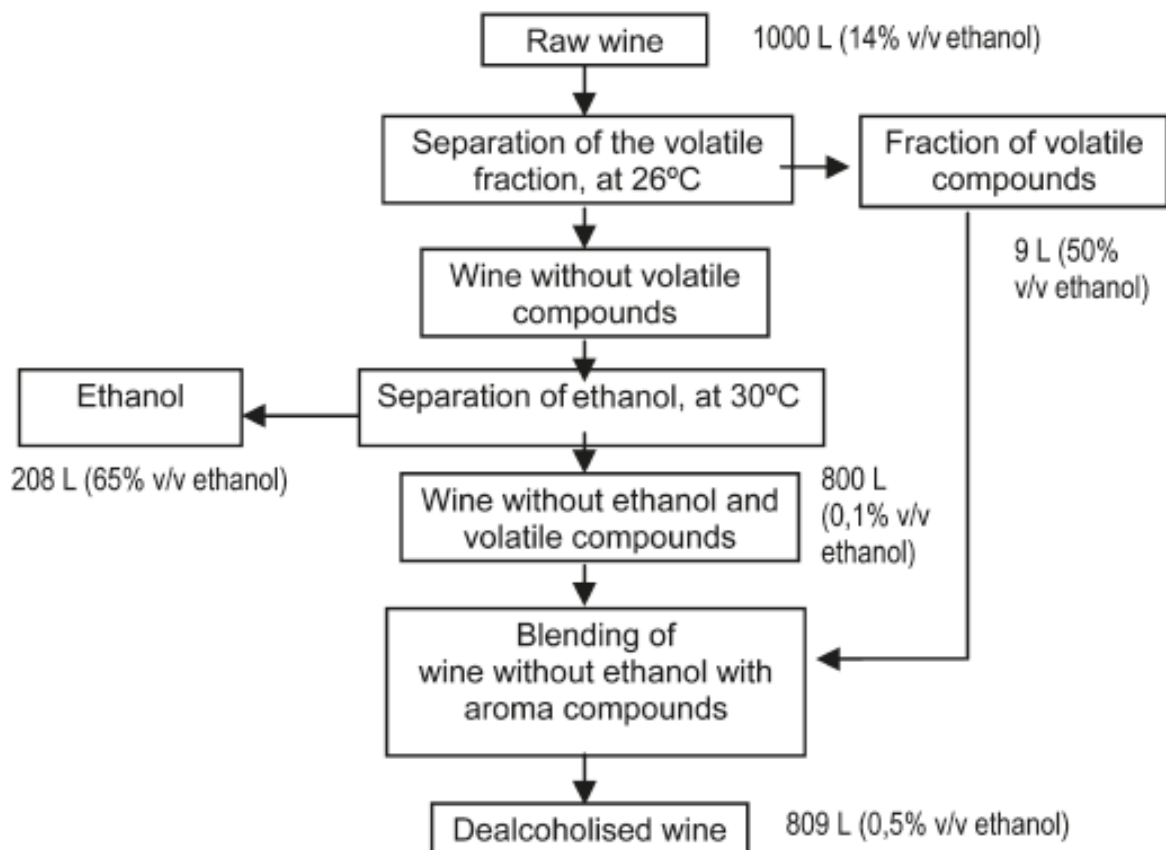 Raw wine
1000 L (14% v/v ethanol)
Separation of the volatile
fraction, at 26ºC
Fraction of volatile
compounds
9 L (50%
v/v ethanol)
Wine without volatile
compounds
Ethanol
Separation of ethanol, at 30ºC
208 L (65% v/v ethanol)
Wine without ethanol and
volatile compounds
800 L
(0,1% v/v
ethanol)
Blending of
wine without ethanol with
aroma compounds
Dealcoholised wine
809 L (0,5% v/v ethanol)